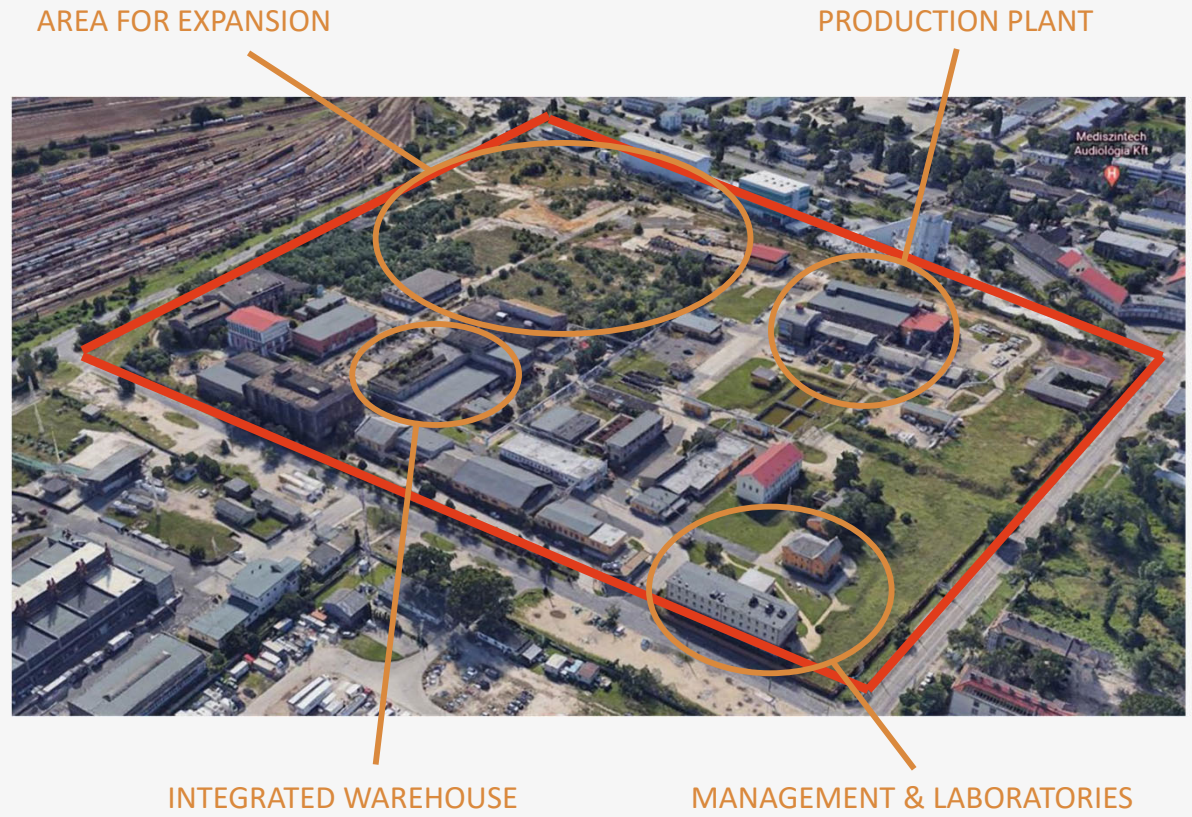 AREA FOR EXPANSION
PRODUCTION PLANT
Mediszintech
Audiológia Kft
H
INTEGRATED WAREHOUSE
MANAGEMENT & LABORATORIES